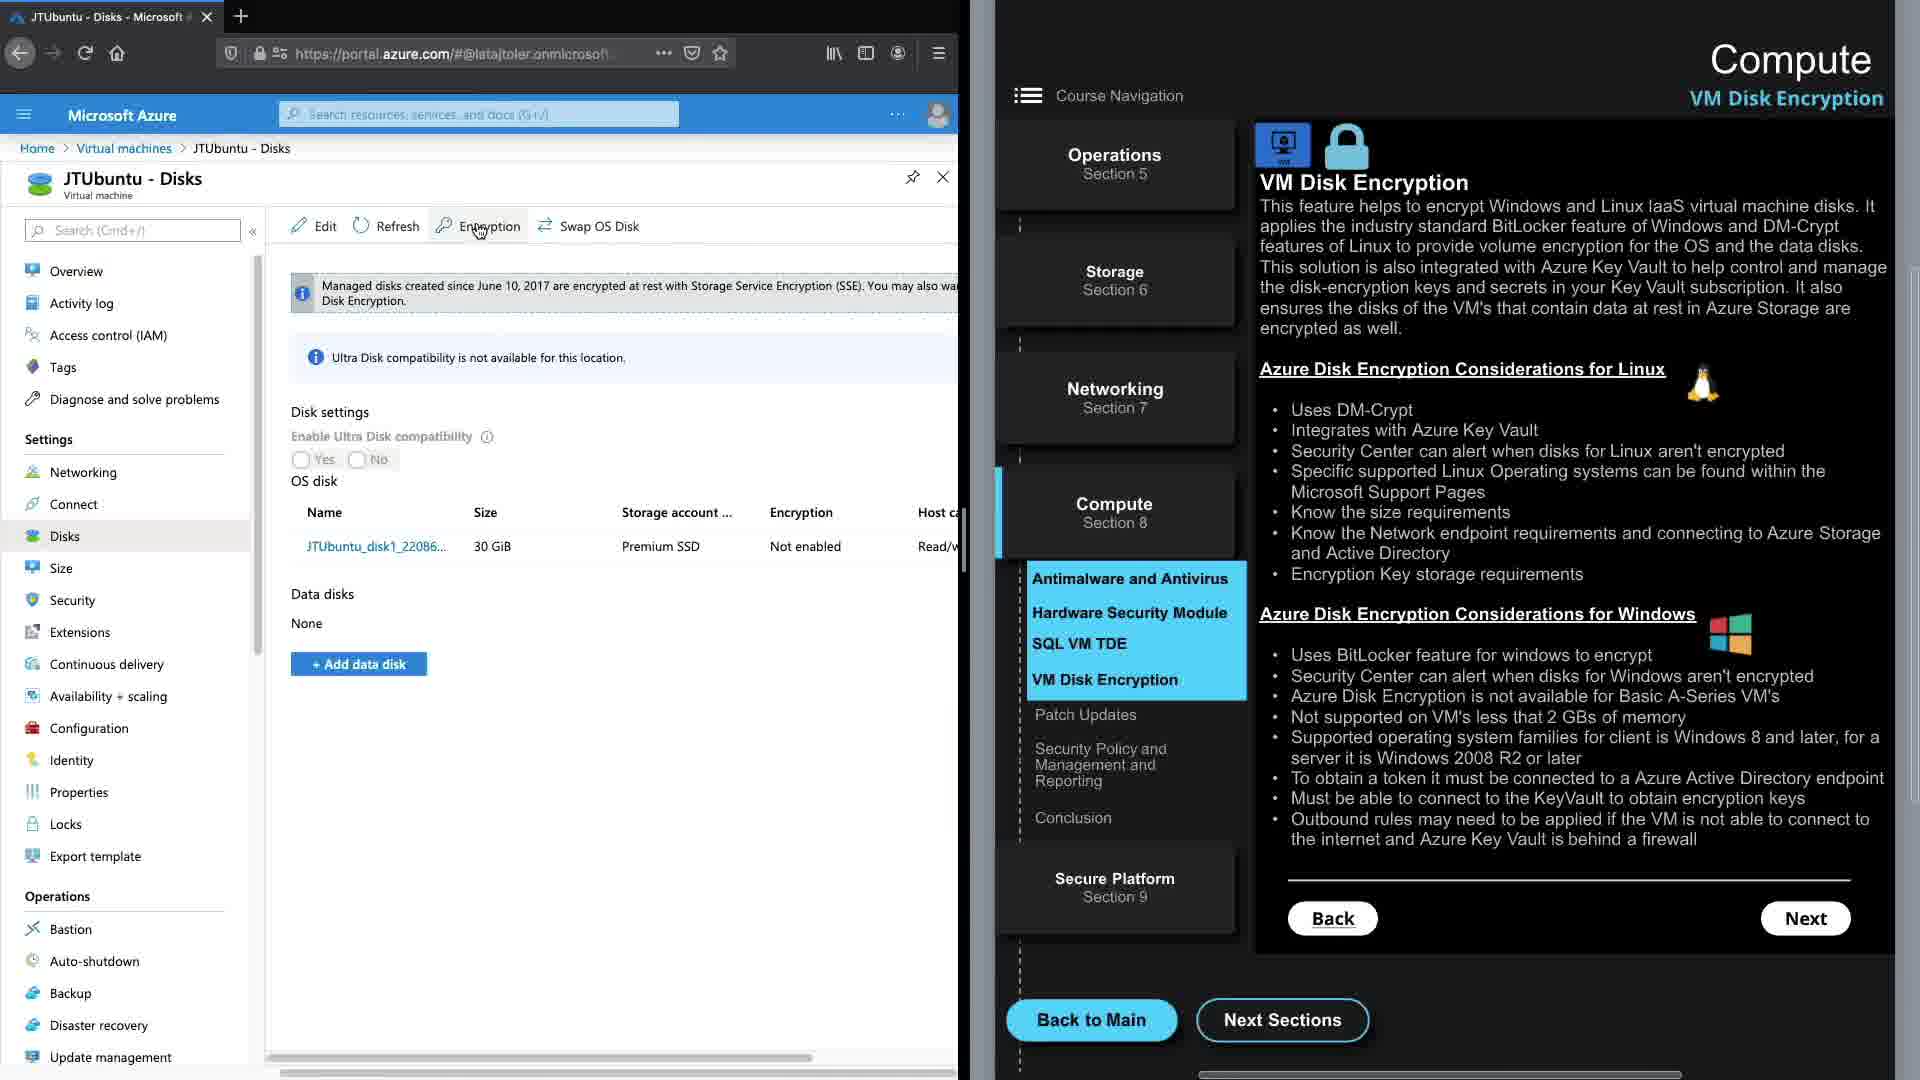 JTUbuntu - Disks - Microsoft
https://portal.azure.com/#@latajtoler.onmicrosof
Microsoft Azure
Search resources, services, and docs (G+/)
Home > Virtual machines > JTUbuntu - Disks
JTUbuntu - Disks
Virtual machine
Search (Cmd+/)
Overview
Activity log
Access control (IAM)
Tags
Diagnose and solve problems
Settings
Networking
Connect
Disks
Size
Security
Extensions
Continuous delivery
Availability + scaling
Configuration
Identity
Properties
Locks
Export template
Operations
Bastion
Auto-shutdown
Backup
Disaster recovery
Update management
Edit Refresh Encryption Swap OS Disk
Managed disks created since June 10, 2017 are encrypted at rest with Storage Service Encryption (SSE). You may also wa
Disk Encryption.
Ultra Disk compatibility is not available for this location.
Disk settings
Enable Ultra Disk compatibility
Yes No
OS disk
Name Size Storage account ... Encryption Host ca
JTUbuntu_disk1_22086... 30 GiB Premium SSD Not enabled Read/w
Data disks
None
+ Add data disk
Compute
VM Disk Encryption
Course Navigation
Operations
Section 5
Storage
Section 6
Networking
Section 7
Compute
Section 8
Antimalware and Antivirus
Hardware Security Module
SQL VM TDE
VM Disk Encryption
Patch Updates
Security Policy and
Management and
Reporting
Conclusion
Secure Platform
Section 9
Back to Main
Next Sections
VM Disk Encryption
This feature helps to encrypt Windows and Linux IaaS virtual machine disks. It
applies the industry standard BitLocker feature of Windows and DM-Crypt
features of Linux to provide volume encryption for the OS and the data disks.
This solution is also integrated with Azure Key Vault to help control and manage
the disk-encryption keys and secrets in your Key Vault subscription. It also
ensures the disks of the VM's that contain data at rest in Azure Storage are
encrypted as well.
Azure Disk Encryption Considerations for Linux
• Uses DM-Crypt
• Integrates with Azure Key Vault
• Security Center can alert when disks for Linux aren't encrypted
• Specific supported Linux Operating systems can be found within the
Microsoft Support Pages
• Know the size requirements
• Know the Network endpoint requirements and connecting to Azure Storage
and Active Directory
• Encryption Key storage requirements
Azure Disk Encryption Considerations for Windows
• Uses BitLocker feature for windows to encrypt
• Security Center can alert when disks for Windows aren't encrypted
• Azure Disk Encryption is not available for Basic A-Series VM's
• Not supported on VM's less that 2 GBs of memory
• Supported operating system families for client is Windows 8 and later, for a
server it is Windows 2008 R2 or later
• To obtain a token it must be connected to a Azure Active Directory endpoint
• Must be able to connect to the KeyVault to obtain encryption keys
• Outbound rules may need to be applied if the VM is not able to connect to
the internet and Azure Key Vault is behind a firewall
Back
Next